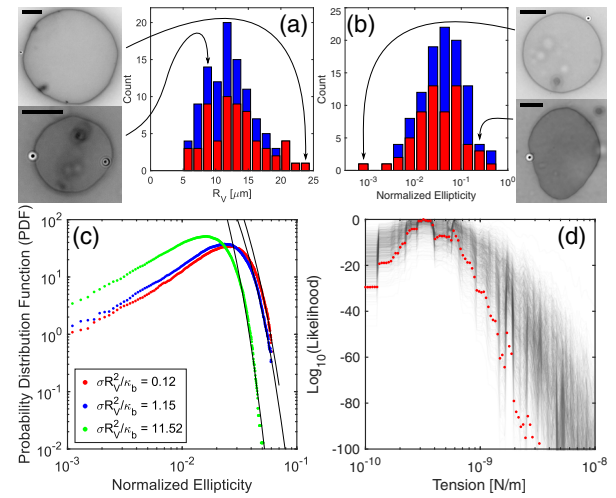 (a)
Count
20
15
10
5
0
0 5 10 15 20 25
R_V [μm]
(b)
Count
20
15
10
5
0
10^-3 10^-2 10^-1 10^0
Normalized Ellipticity
(c)
Probability Distribution Function (PDF)
10^2
10^1
10^0
10^-1
10^-2
σR_V^2/κ_b = 0.12
σR_V^2/κ_b = 1.15
σR_V^2/κ_b = 11.52
10^-3 10^-2 10^-1
Normalized Ellipticity
(d)
Log_10(Likelihood)
0
-20
-40
-60
-80
-100
10^-10 10^-9 10^-8
Tension [N/m]